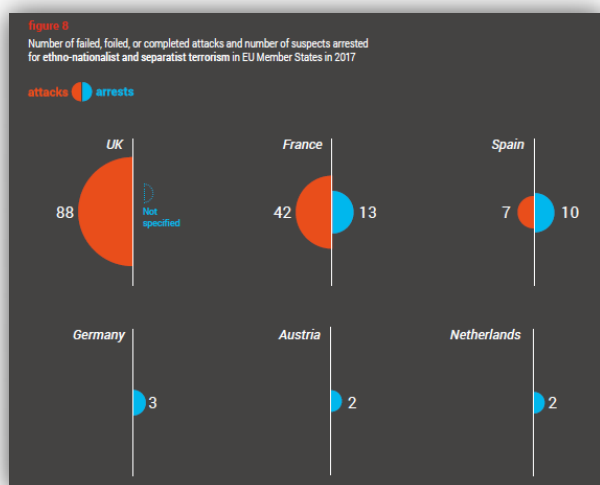 figure 8
Number of failed, foiled, or completed attacks and number of suspects arrested
for ethno-nationalist and separatist terrorism in EU Member States in 2017
attacks arrests
UK
88
Not
specified
France
42 13
Spain
7 10
Germany
3
Austria
2
Netherlands
2